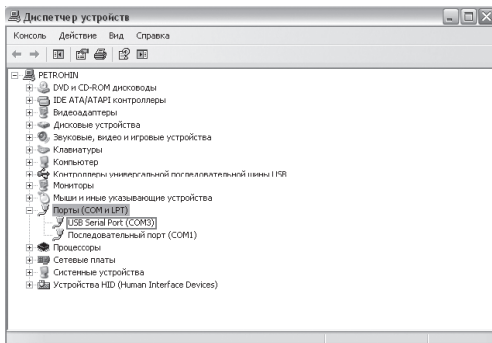 Диспетчер устройств
Консоль Действие Вид Справка
PETROHIN
DVD и CD-ROM дисководы
IDE ATA/ATAPI контроллеры
Видеоадаптеры
Дисковые устройства
Звуковые, видео и игровые устройства
Клавиатуры
Компьютер
Контроллеры универсальной последовательной шины USB
Мониторы
Мыши и иные указывающие устройства
Порты (COM и LPT)
USB Serial Port (COM3)
Последовательный порт (COM1)
Процессоры
Сетевые платы
Системные устройства
Устройства HID (Human Interface Devices)